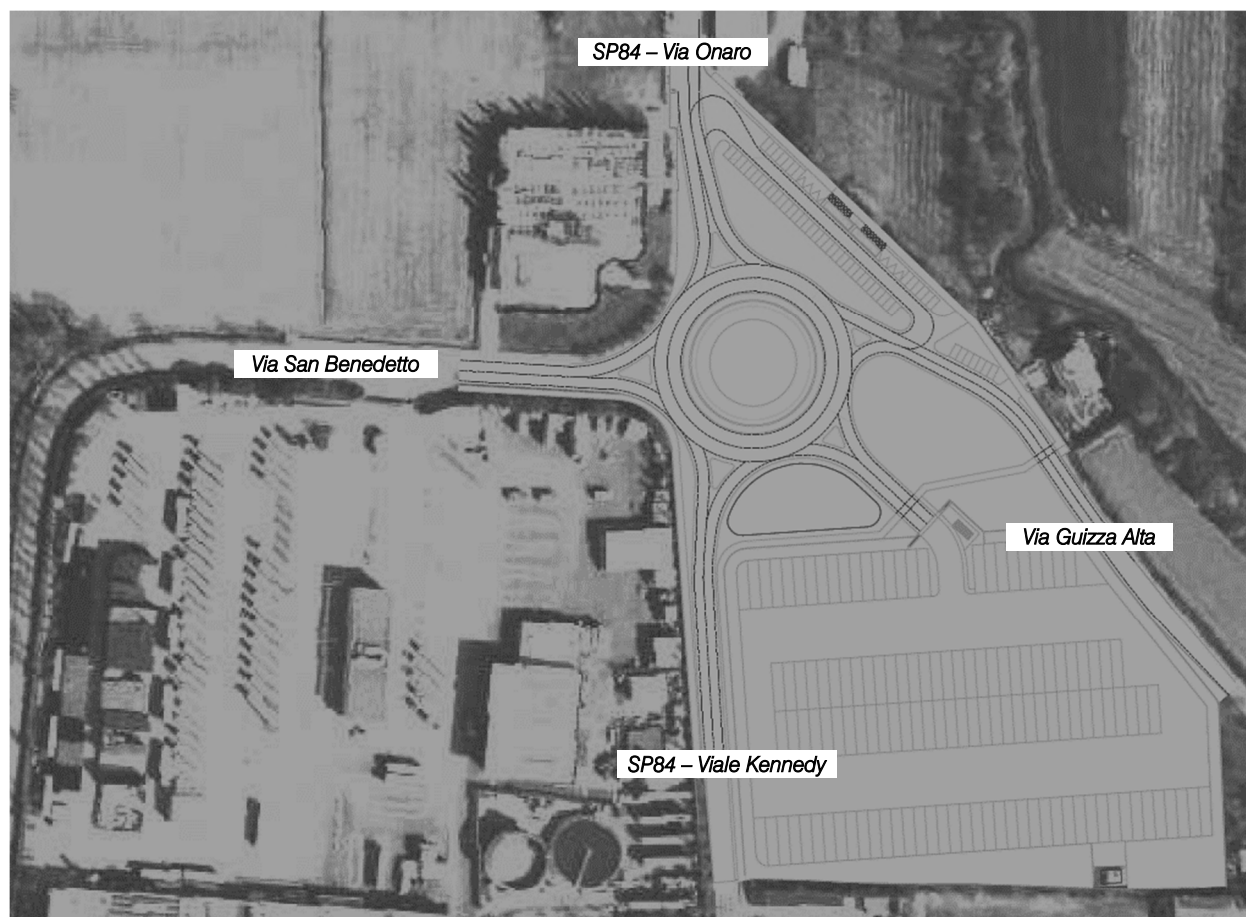 SP84 – Via Onaro
Via San Benedetto
Via Guizza Alta
SP84 – Viale Kennedy